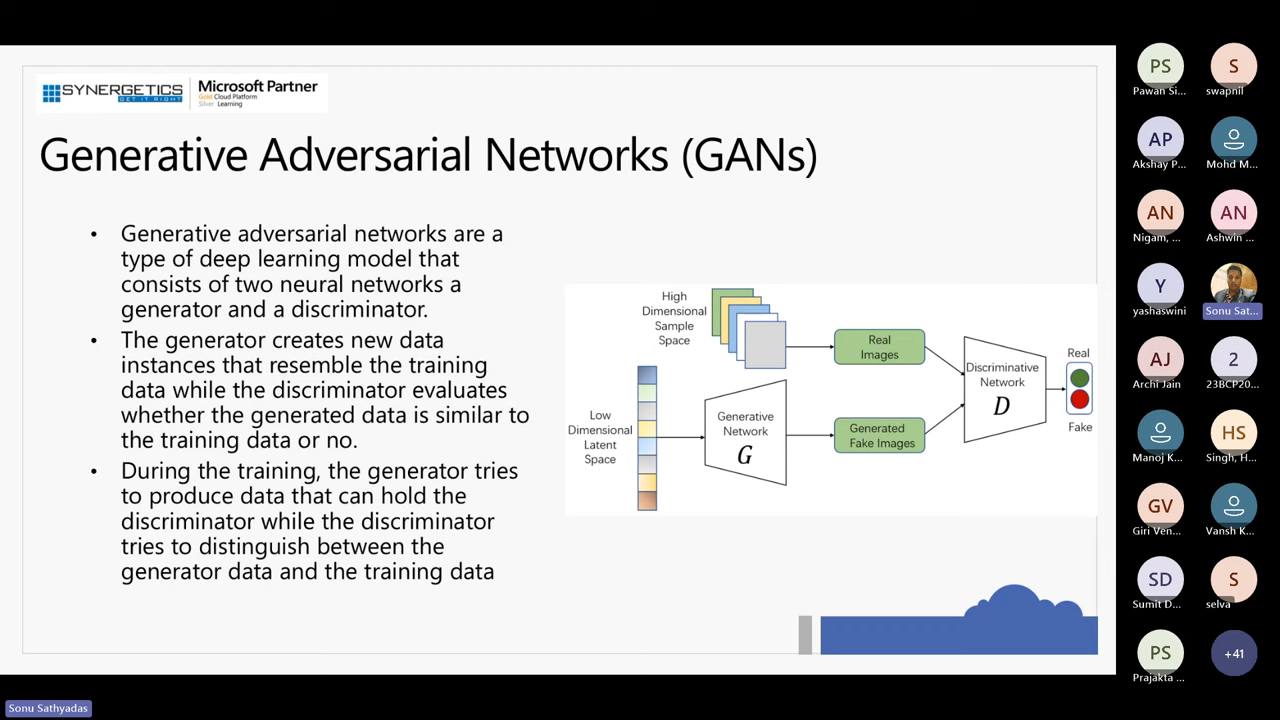 SYNERGETICS
GET IT RIGHT
Microsoft Partner
Gold Cloud Platform
Silver Learning
Generative Adversarial Networks (GANs)
• Generative adversarial networks are a
type of deep learning model that
consists of two neural networks a
generator and a discriminator.
• The generator creates new data
instances that resemble the training
data while the discriminator evaluates
whether the generated data is similar to
the training data or no.
• During the training, the generator tries
to produce data that can hold the
discriminator while the discriminator
tries to distinguish between the
generator data and the training data
High
Dimensional
Sample
Space
Real
Images
Low
Dimensional
Latent
Space
Generative
Network
G
Generated
Fake Images
Discriminative
Network
D
Real
Fake
PS
Pawan Si...
S
swapnil
AP
Akshay P...
Mohd M...
AN
Nigam, ...
AN
Ashwin ...
Y
yashaswini
Sonu Sat...
AJ
Archi Jain
2
23BCP20...
Manoj K...
HS
Singh, H...
GV
Giri Ven...
Vansh K...
SD
Sumit D...
S
selva
PS
Prajakta ...
+41
Sonu Sathyadas